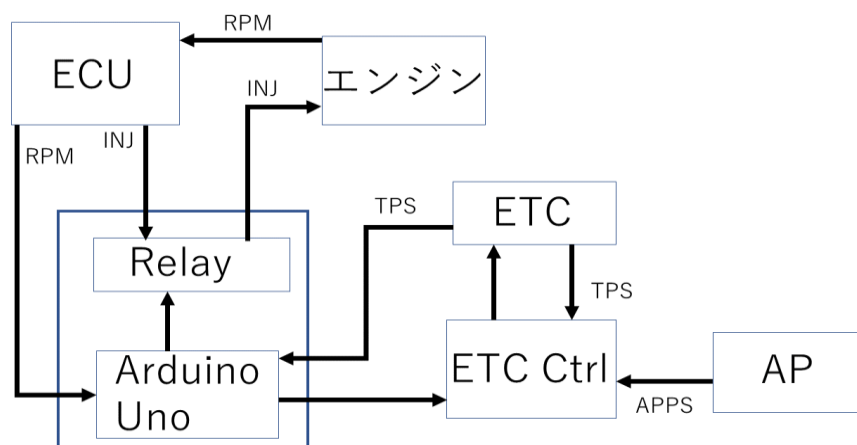 RPM
ECU
エンジン
INJ
INJ
RPM
TPS
ETC
Relay
TPS
Arduino
Uno
ETC Ctrl
AP
APPS